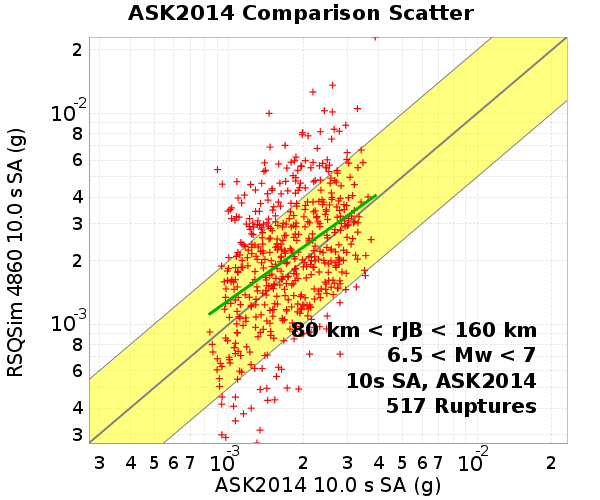 ASK2014 Comparison Scatter
RSQSim 4860 10.0 s SA (g)
2
10-2
8
6
4
3
2
10-3
8
6
4
3
80 km < rJB < 160 km
6.5 < Mw < 7
10s SA, ASK2014
517 Ruptures
3 4 5 6 7 10-3 2 3 4 5 6 7 10-2 2
ASK2014 10.0 s SA (g)